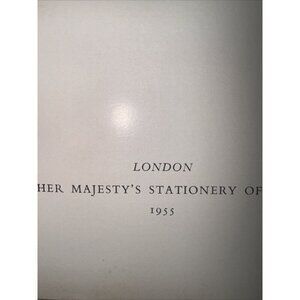 LONDON
HER MAJESTY'S STATIONERY OF
1955